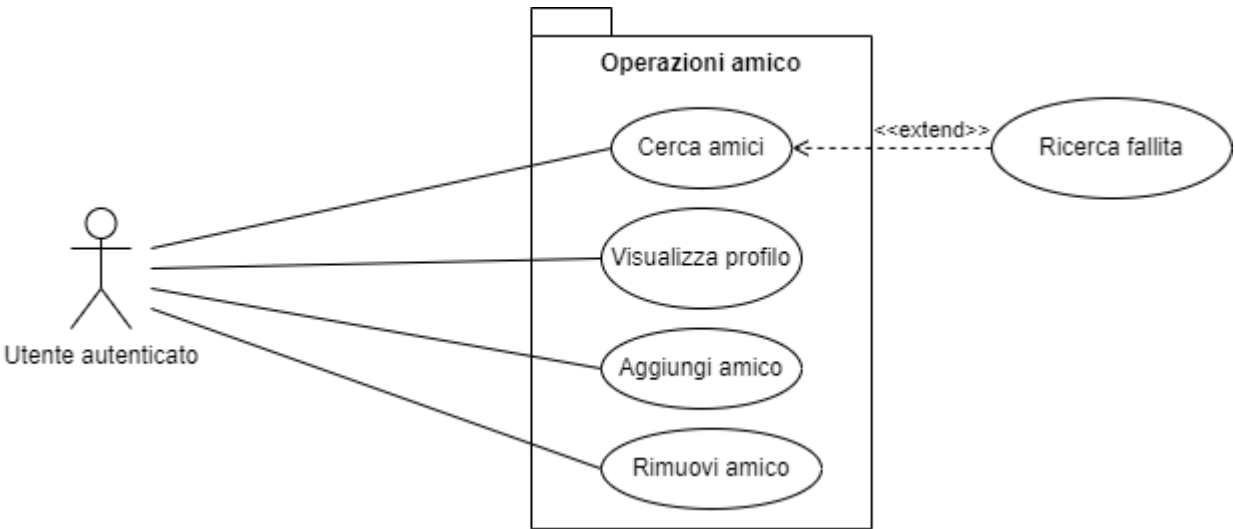 Operazioni amico
Cerca amici
<<extend>>
Ricerca fallita
Visualizza profilo
Utente autenticato
Aggiungi amico
Rimuovi amico